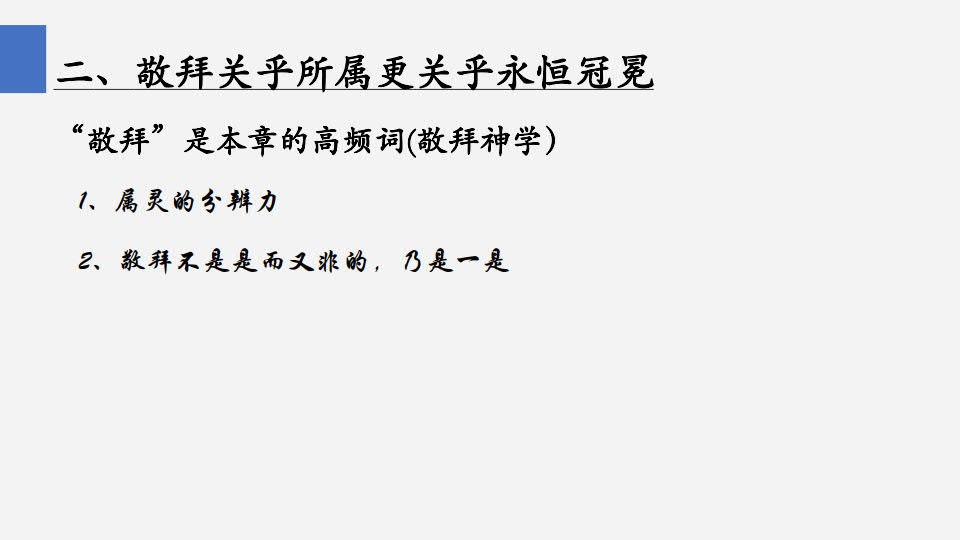 二、敬拜关乎所属更关乎永恒冠冕
“敬拜”是本章的高频词(敬拜神学）
1、属灵的分辨力
2、敬拜不是是而又非的，乃是一是